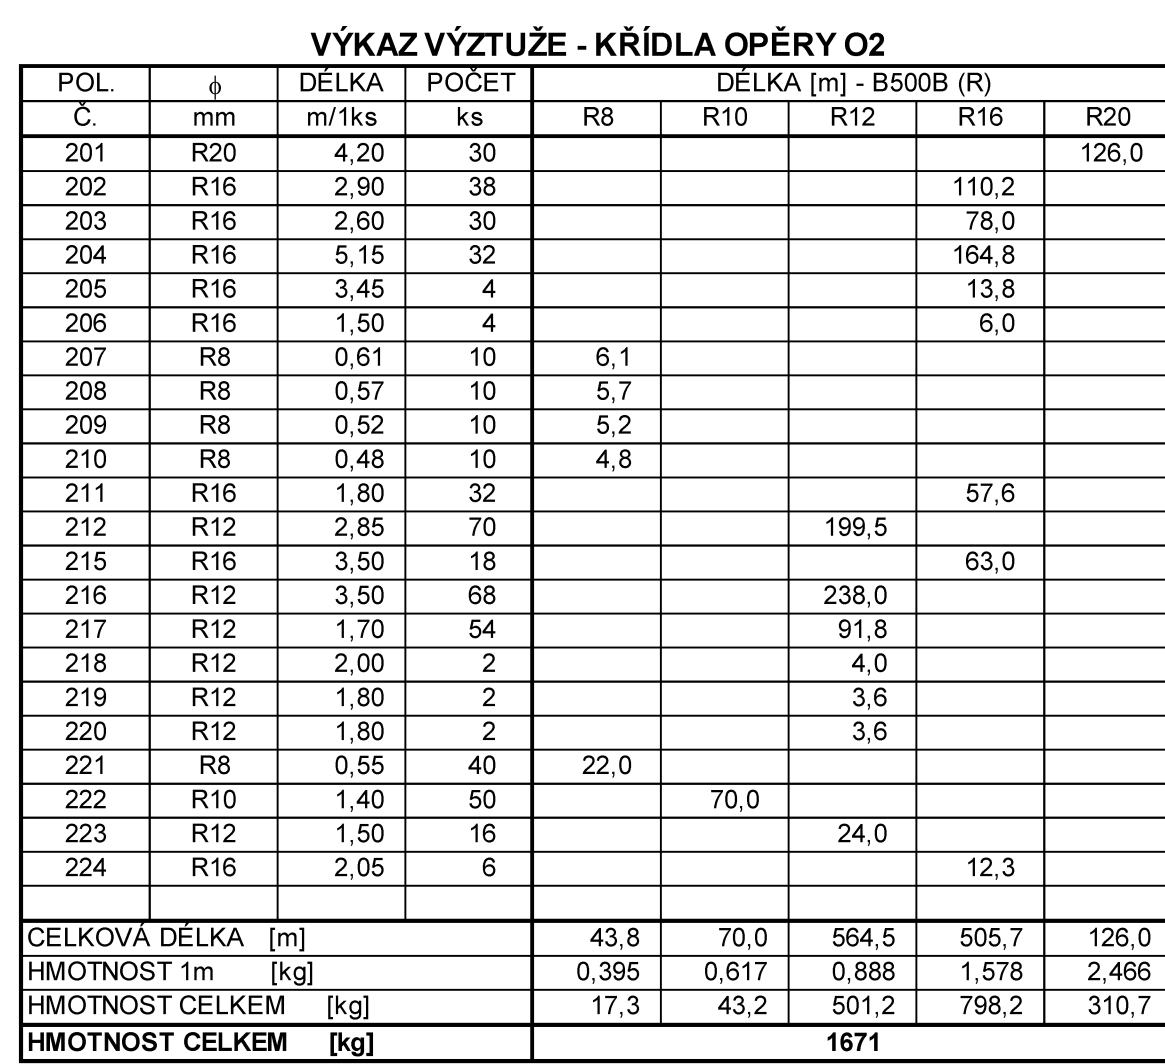 VÝKAZ VÝZTUŽE - KŘÍDLA OPĚRY O2
POL. ϕ DÉLKA POČET DÉLKA [m] - B500B (R)
Č. mm m/1ks ks R8 R10 R12 R16 R20
201 R20 4,20 30 126,0
202 R16 2,90 38 110,2
203 R16 2,60 30 78,0
204 R16 5,15 32 164,8
205 R16 3,45 4 13,8
206 R16 1,50 4 6,0
207 R8 0,61 10 6,1
208 R8 0,57 10 5,7
209 R8 0,52 10 5,2
210 R8 0,48 10 4,8
211 R16 1,80 32 57,6
212 R12 2,85 70 199,5
215 R16 3,50 18 63,0
216 R12 3,50 68 238,0
217 R12 1,70 54 91,8
218 R12 2,00 2 4,0
219 R12 1,80 2 3,6
220 R12 1,80 2 3,6
221 R8 0,55 40 22,0
222 R10 1,40 50 70,0
223 R12 1,50 16 24,0
224 R16 2,05 6 12,3
CELKOVÁ DÉLKA [m] 43,8 70,0 564,5 505,7 126,0
HMOTNOST 1m [kg] 0,395 0,617 0,888 1,578 2,466
HMOTNOST CELKEM [kg] 17,3 43,2 501,2 798,2 310,7
HMOTNOST CELKEM [kg] 1671